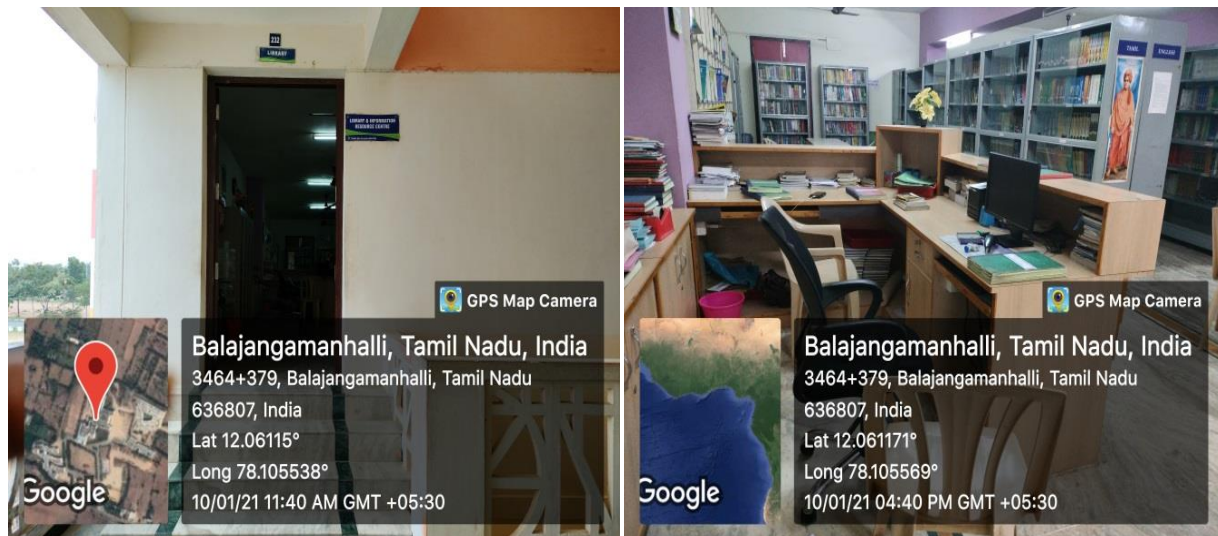 232
LIBRARY
LIBRARY & INFORMATION
RESOURCE CENTRE
GPS Map Camera
Balajangamanhalli, Tamil Nadu, India
3464+379, Balajangamanhalli, Tamil Nadu
636807, India
Lat 12.06115°
Long 78.105538°
10/01/21 11:40 AM GMT +05:30
Google
TAMIL
ENGLISH
GPS Map Camera
Balajangamanhalli, Tamil Nadu, India
3464+379, Balajangamanhalli, Tamil Nadu
636807, India
Lat 12.061171°
Long 78.105569°
10/01/21 04:40 PM GMT +05:30
Google